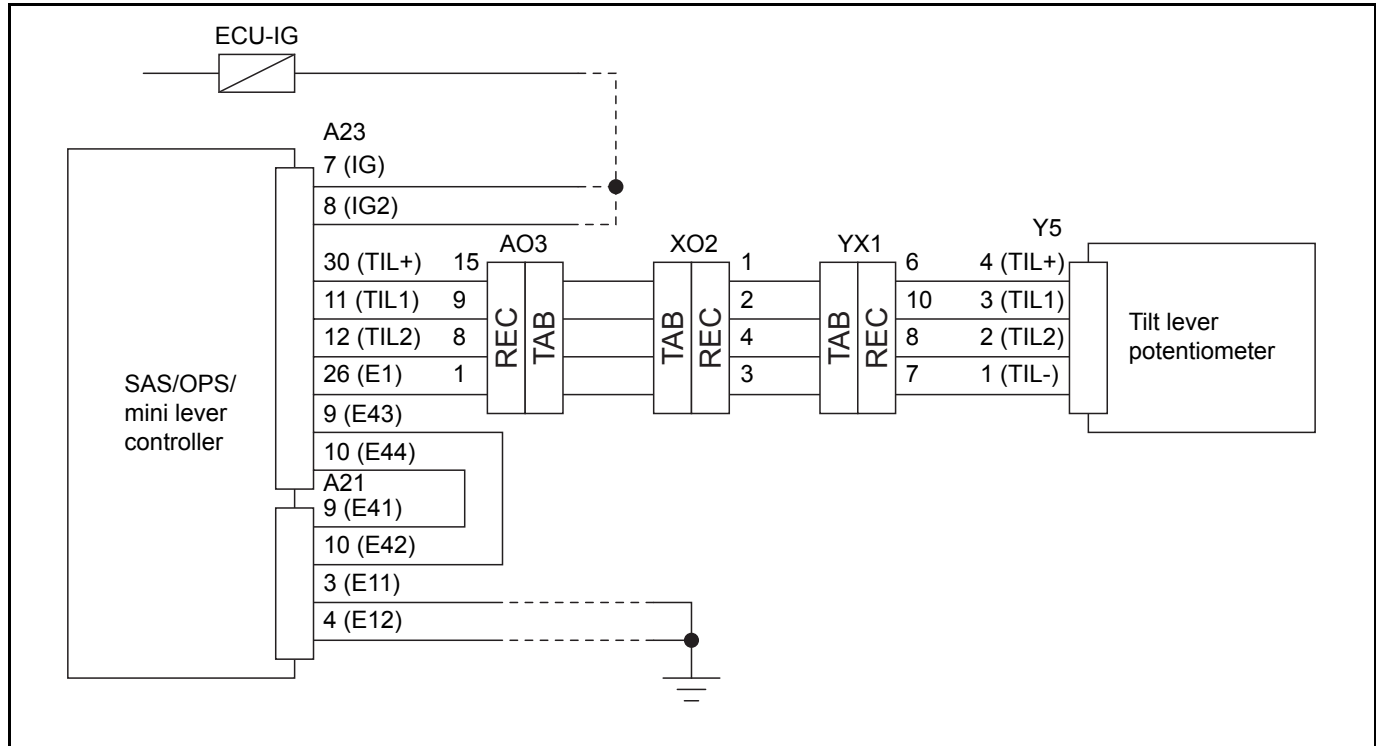 ECU-IG
A23
7 (IG)
8 (IG2)
AO3 XO2 YX1 Y5
30 (TIL+) 15 1 6 4 (TIL+)
11 (TIL1) 9 2 10 3 (TIL1)
12 (TIL2) 8 4 8 2 (TIL2)
26 (E1) 1 3 7 1 (TIL-)
REC TAB TAB REC TAB REC
Tilt lever
potentiometer
SAS/OPS/
mini lever
controller
9 (E43)
10 (E44)
A21
9 (E41)
10 (E42)
3 (E11)
4 (E12)